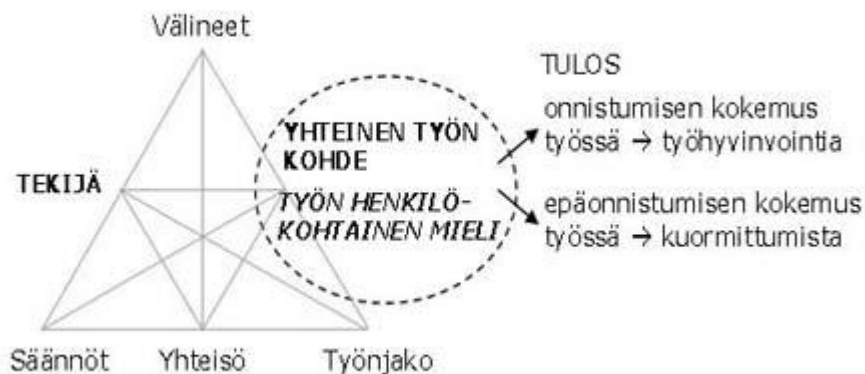 Välineet
TULOS
onnistumisen kokemus
työssä → työhyvinvointia
YHTEINEN TYÖN
KOHDE
TEKIJÄ
TYÖN HENKILÖ-
KOHTAINEN MIELI
epäonnistumisen kokemus
työssä → kuormittumista
Säännöt Yhteisö Työnjako